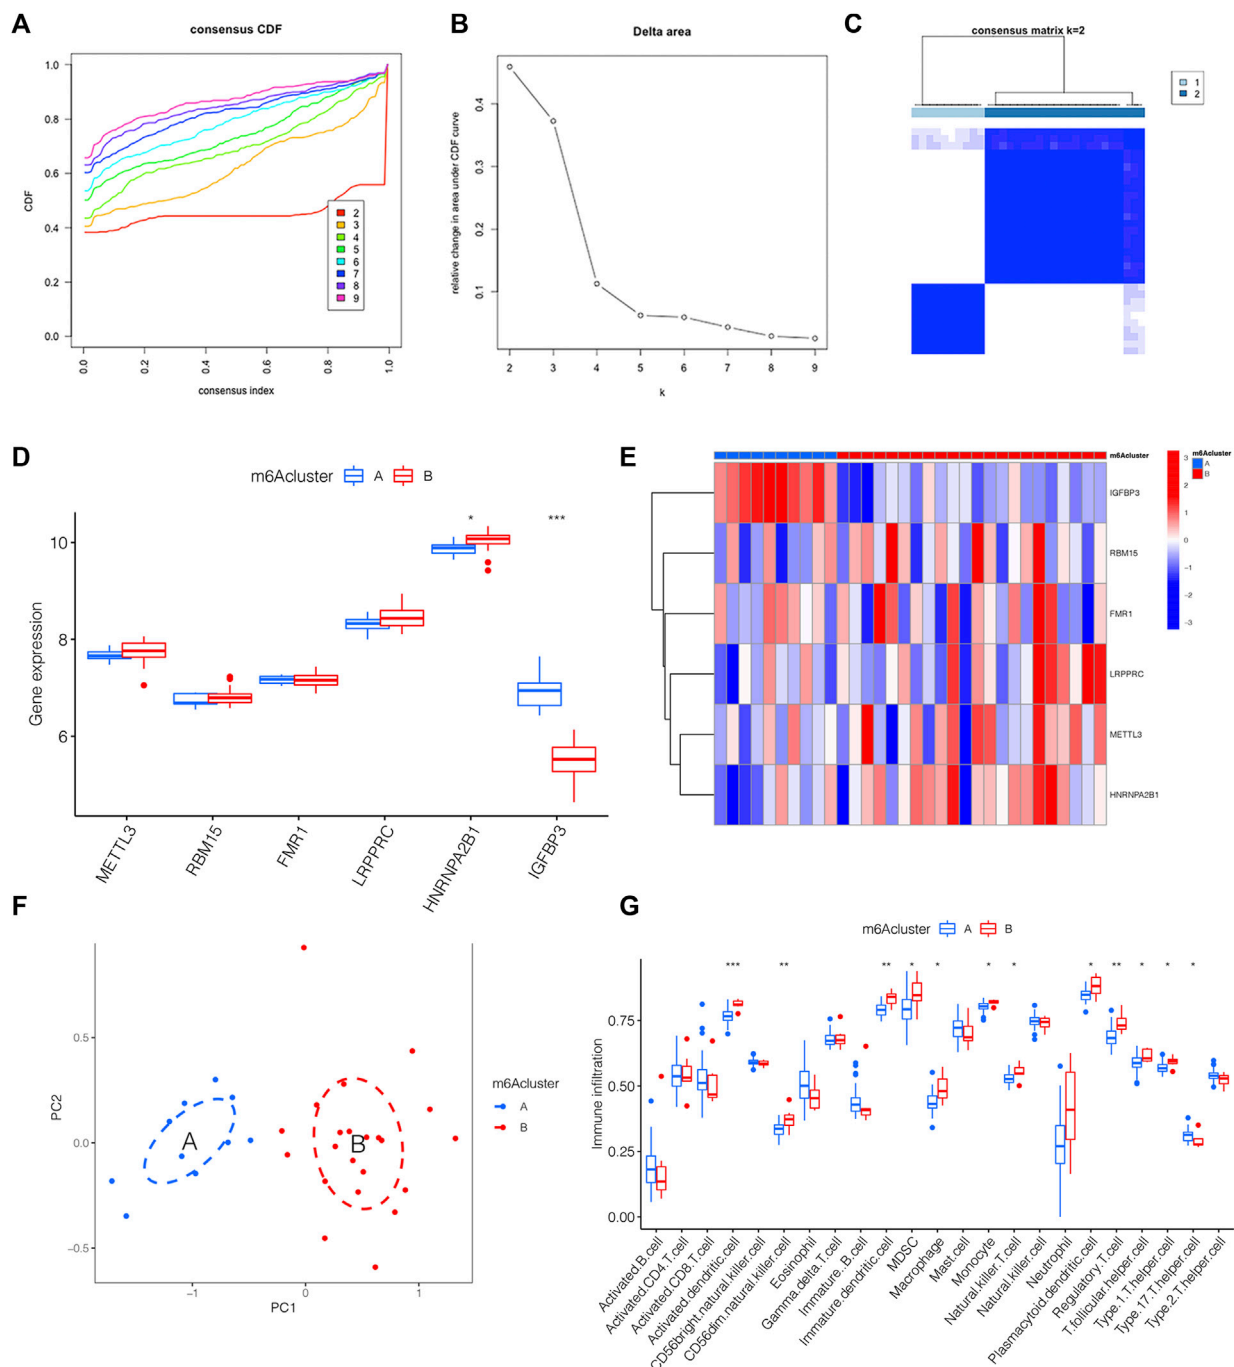 A
consensus CDF
CDF
1.0
0.8
0.6
0.4
0.2
0.0
2
3
4
5
6
7
8
9
0.0
0.2
0.4
0.6
0.8
1.0
consensus index
B
Delta area
relative change in area under CDF curve
0.4
0.3
0.2
0.1
2
3
4
5
6
7
8
9
k
C
consensus matrix k=2
1
2
D
m6Acluster
A
B
Gene expression
10
8
6
*
***
METTL3
RBM15
FMR1
LRPPRC
HNRNPA2B1
IGFBP3
E
m6Acluster
IGFBP3
RBM15
FMR1
LRPPRC
METTL3
HNRNPA2B1
3
2
1
0
−1
−2
−3
m6Acluster
A
B
F
PC2
0.5
0.0
−0.5
A
B
−1
0
1
PC1
m6Acluster
A
B
G
m6Acluster
A
B
Immune infiltration
0.75
0.50
0.25
0.00
***
**
**
*
*
*
*
*
**
*
*
*
Activated.B.cell
Activated.CD4.T.cell
Activated.CD8.T.cell
Activated.dendritic.cell
CD56bright.natural.killer.cell
CD56dim.natural.killer.cell
Eosinophil
Gamma.delta.T.cell
Immature..B.cell
Immature.dendritic.cell
MDSC
Macrophage
Mast.cell
Monocyte
Natural.killer.T.cell
Natural.killer.cell
Neutrophil
Plasmacytoid.dendritic.cell
Regulatory.T.cell
T.follicular.helper.cell
Type.1.T.helper.cell
Type.17.T.helper.cell
Type.2.T.helper.cell